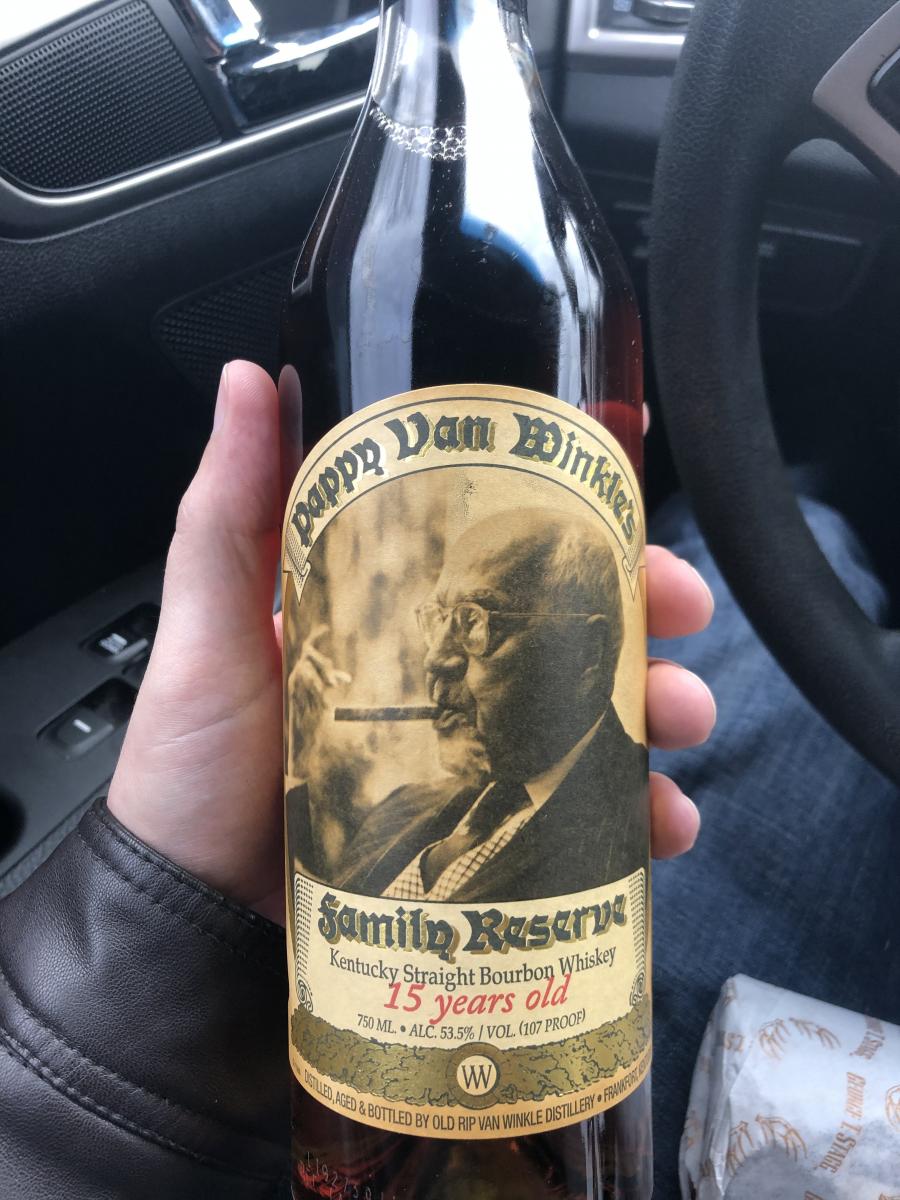 Pappy Van Winkle's
Family Reserve
Kentucky Straight Bourbon Whiskey
15 years old
750 ML. • ALC. 53.5% / VOL. (107 PROOF)
VW
DISTILLED, AGED & BOTTLED BY OLD RIP VAN WINKLE DISTILLERY • FRANKFORT,